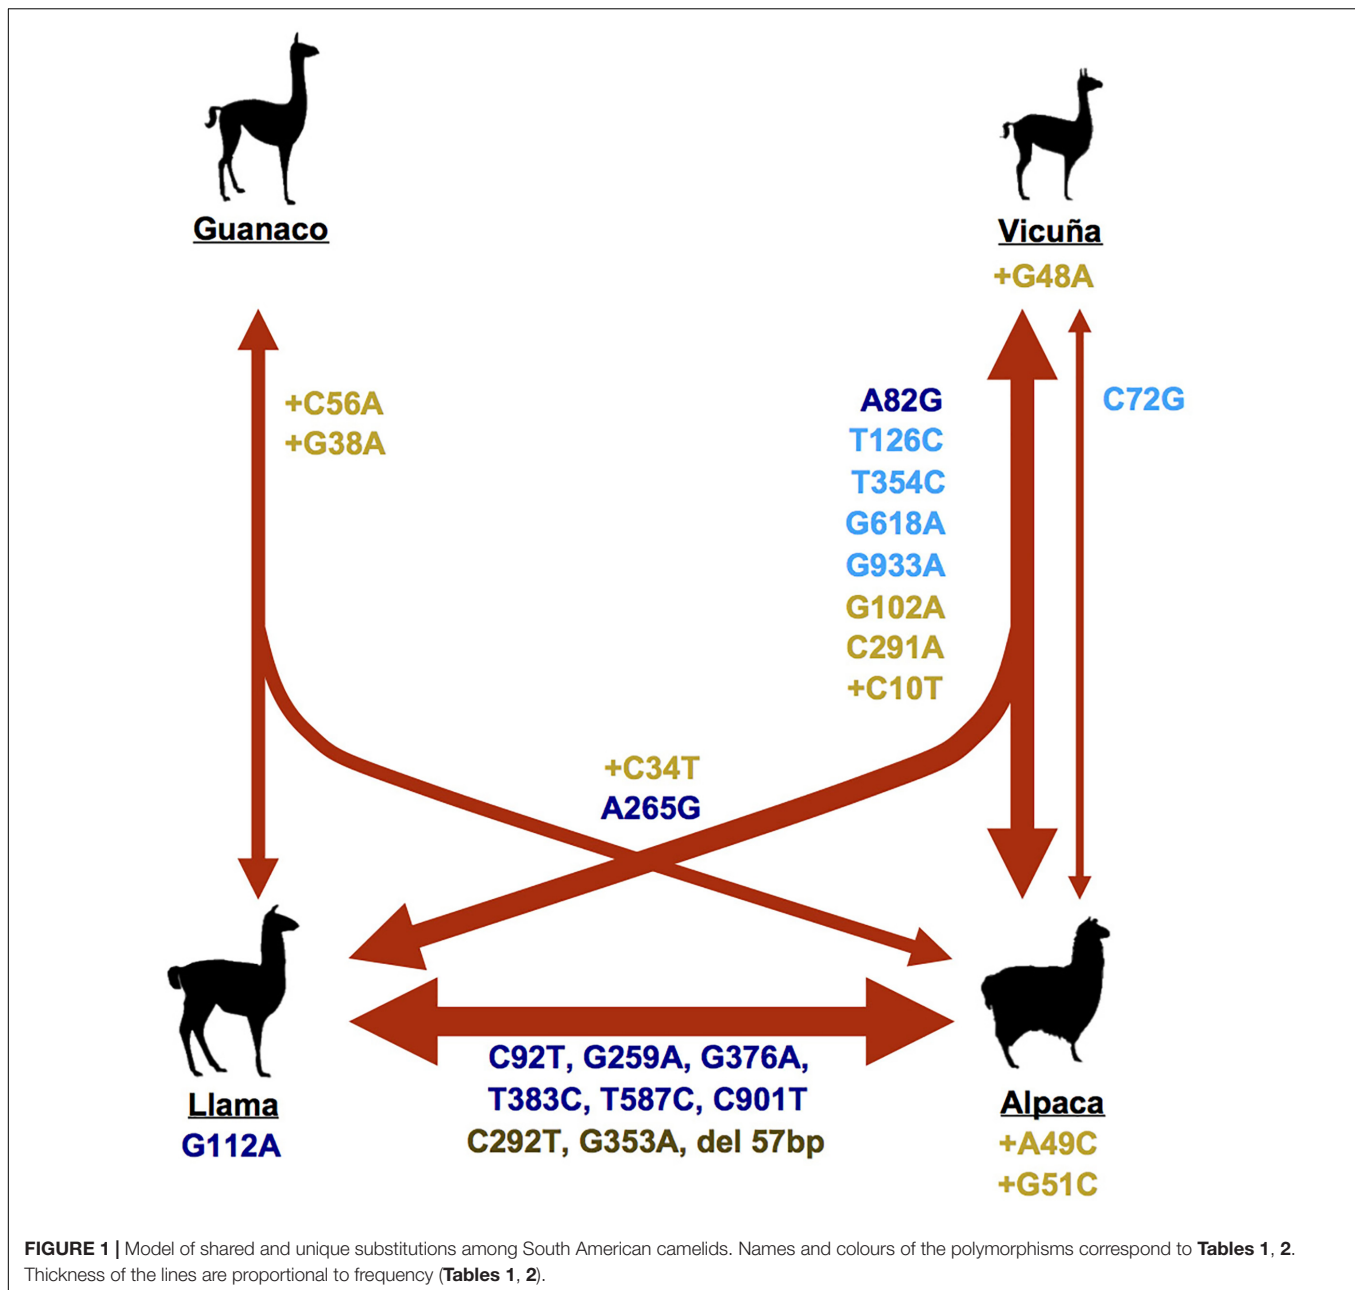 Guanaco
Vicuña
+G48A
+C56A
+G38A
A82G
T126C
T354C
G618A
G933A
G102A
C291A
+C10T
C72G
+C34T
A265G
Llama
G112A
C92T, G259A, G376A,
T383C, T587C, C901T
C292T, G353A, del 57bp
Alpaca
+A49C
+G51C
FIGURE 1 | Model of shared and unique substitutions among South American camelids. Names and colours of the polymorphisms correspond to Tables 1, 2.
Thickness of the lines are proportional to frequency (Tables 1, 2).